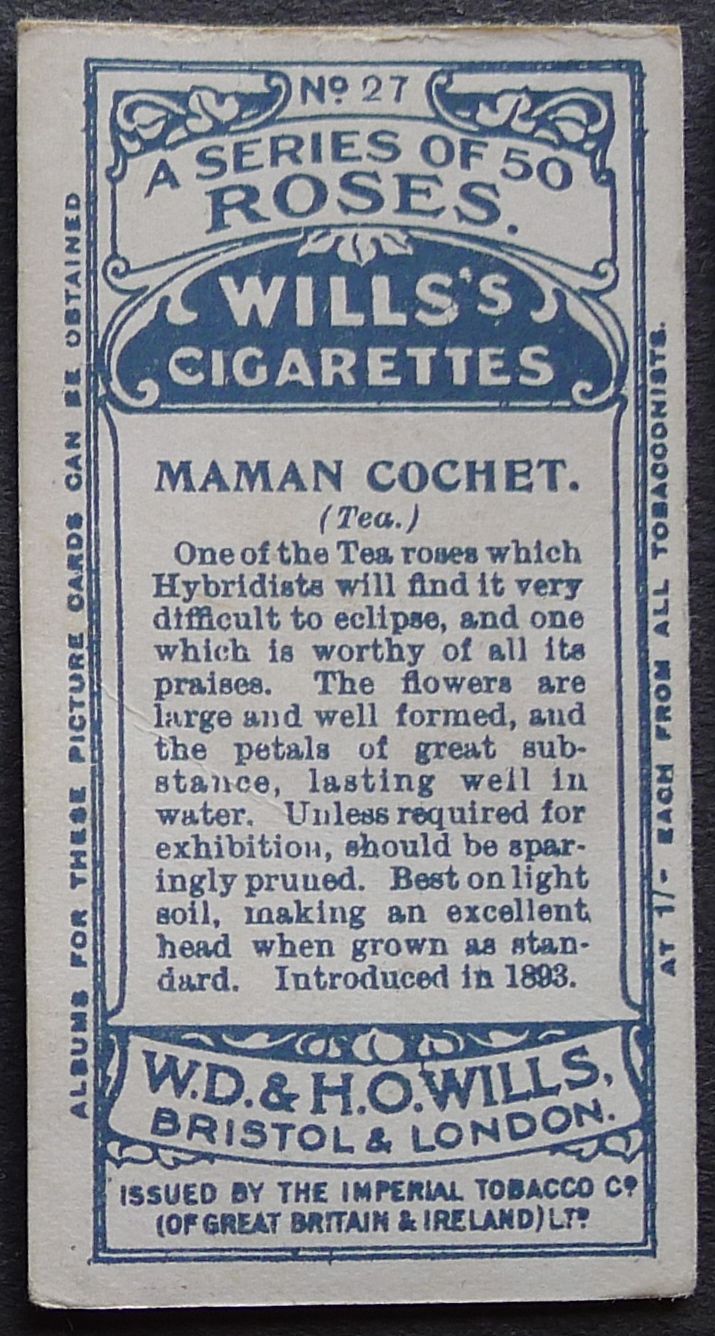 Nº 27
A SERIES OF 50
ROSES.
WILLS'S
CIGARETTES
MAMAN COCHET.
(Tea.)
One of the Tea roses which
Hybridists will find it very
difficult to eclipse, and one
which is worthy of all its
praises. The flowers are
large and well formed, and
the petals of great sub-
stance, lasting well in
water. Unless required for
exhibition, should be spar-
ingly pruned. Best on light
soil, making an excellent
head when grown as stan-
dard. Introduced in 1893.
W.D. & H.O. WILLS,
BRISTOL & LONDON.
ISSUED BY THE IMPERIAL TOBACCO Cº
(OF GREAT BRITAIN & IRELAND) LTº
ALBUMS FOR THESE PICTURE CARDS CAN BE OBTAINED
AT 1/- EACH FROM ALL TOBACCONISTS.